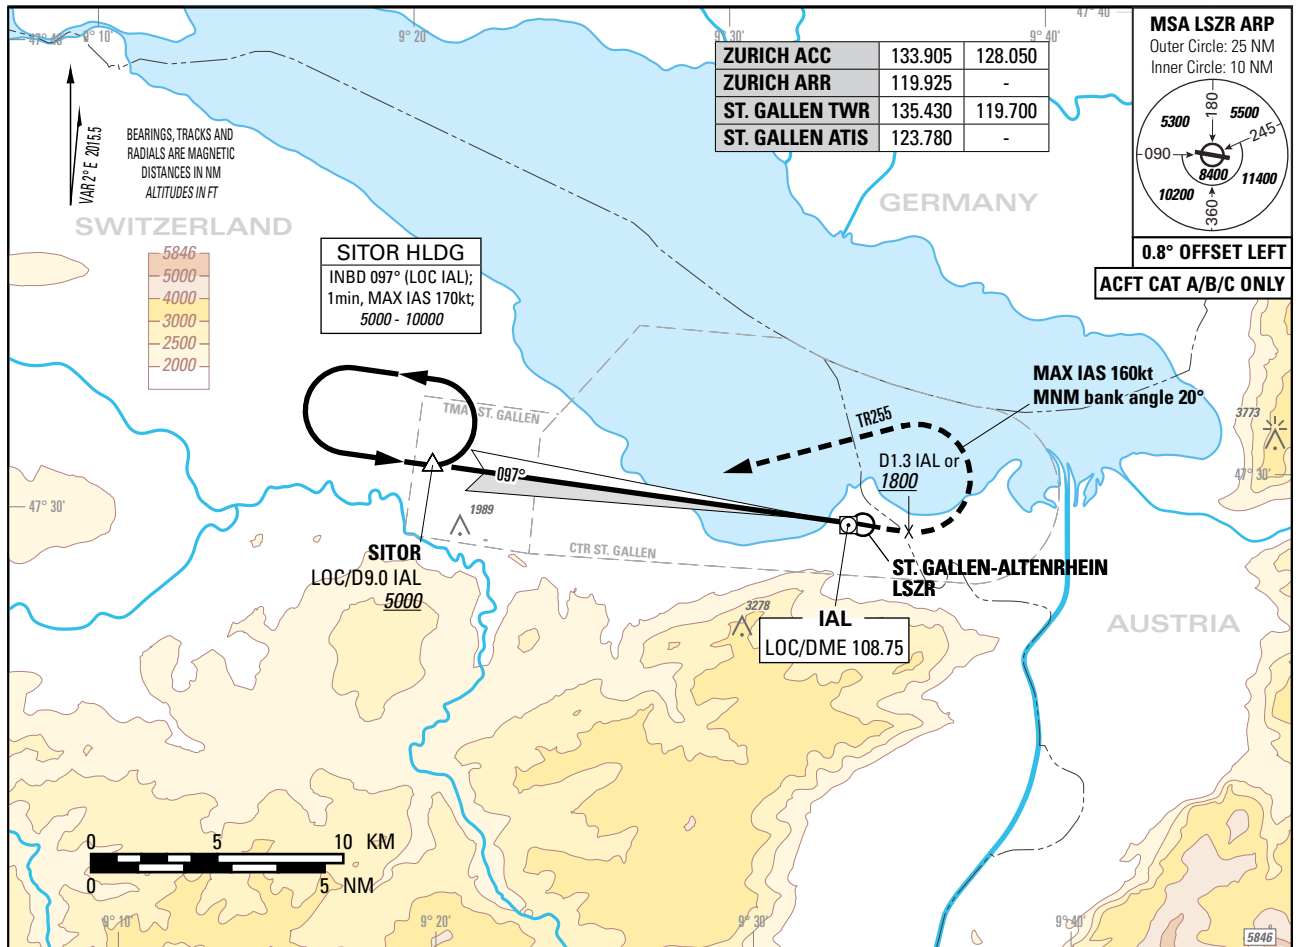 47° 40'
9° 10'
9° 20'
9° 30'
9° 40'
47° 40'
ZURICH ACC 133.905 128.050
ZURICH ARR 119.925 -
ST. GALLEN TWR 135.430 119.700
ST. GALLEN ATIS 123.780 -
MSA LSZR ARP
Outer Circle: 25 NM
Inner Circle: 10 NM
180
5300
5500
245
090
8400
10200
11400
360
0.8° OFFSET LEFT
ACFT CAT A/B/C ONLY
VAR 2° E 2015.5
BEARINGS, TRACKS AND
RADIALS ARE MAGNETIC
DISTANCES IN NM
ALTITUDES IN FT
SWITZERLAND
GERMANY
5846
5000
4000
3000
2500
2000
SITOR HLDG
INBD 097° (LOC IAL);
1min, MAX IAS 170kt;
5000 - 10000
MAX IAS 160kt
MNM bank angle 20°
TMA ST. GALLEN
TR255
3773
D1.3 IAL or
1800
097°
47° 30'
47° 30'
1989
SITOR
LOC/D9.0 IAL
5000
CTR ST. GALLEN
ST. GALLEN-ALTENRHEIN
LSZR
3278
IAL
LOC/DME 108.75
AUSTRIA
0 5 10 KM
0 5 NM
9° 10'
9° 20'
9° 30'
9° 40'
5846